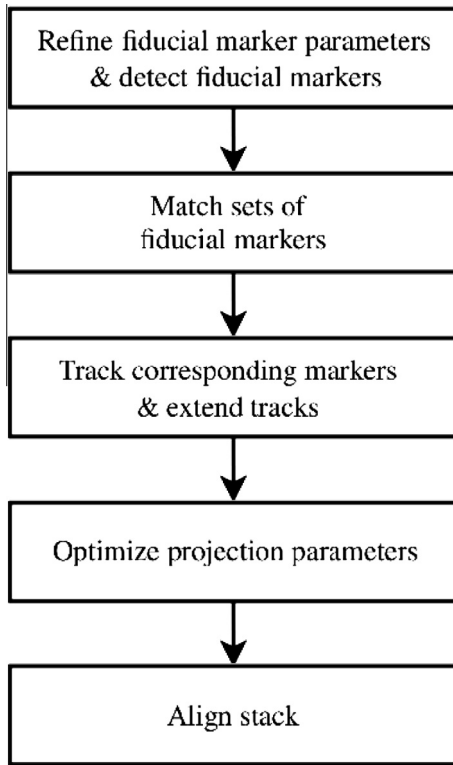 Refine fiducial marker parameters
& detect fiducial markers
Match sets of
fiducial markers
Track corresponding markers
& extend tracks
Optimize projection parameters
Align stack